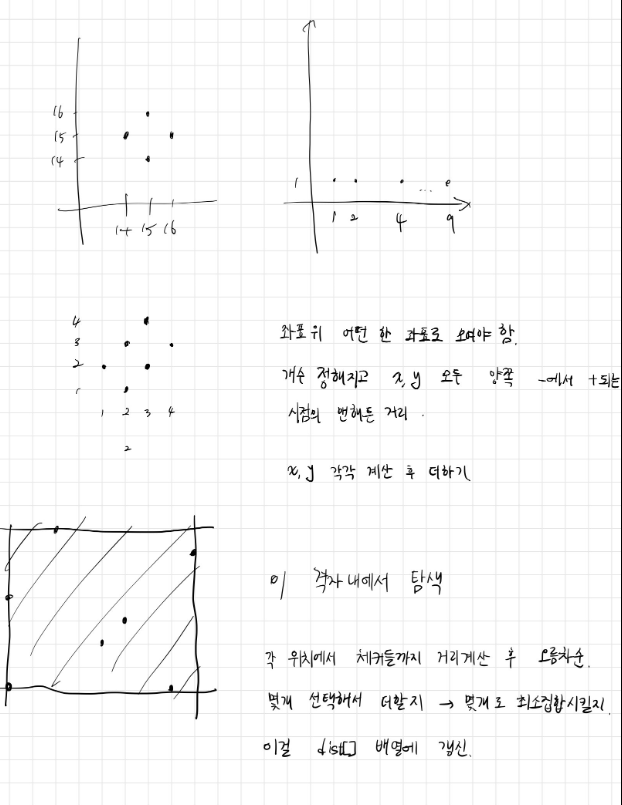 16
15
14
14 15 16
1
1 2 4 ... 9
4
3
2
1
1 2 3 4
2
좌표위 어떤 한 좌표로 모여야 함.
개수 정해지고 x, y 모두 양쪽 -에서 +되는
시점의 맨해튼 거리.
x, y 각각 계산 후 더하기
이 격자 내에서 탐색
각 위치에서 체커들까지 거리계산 후 오름차순.
몇개 선택해서 더할지 → 몇개로 최소집합시킬지.
이걸 dist[] 배열에 갱신.